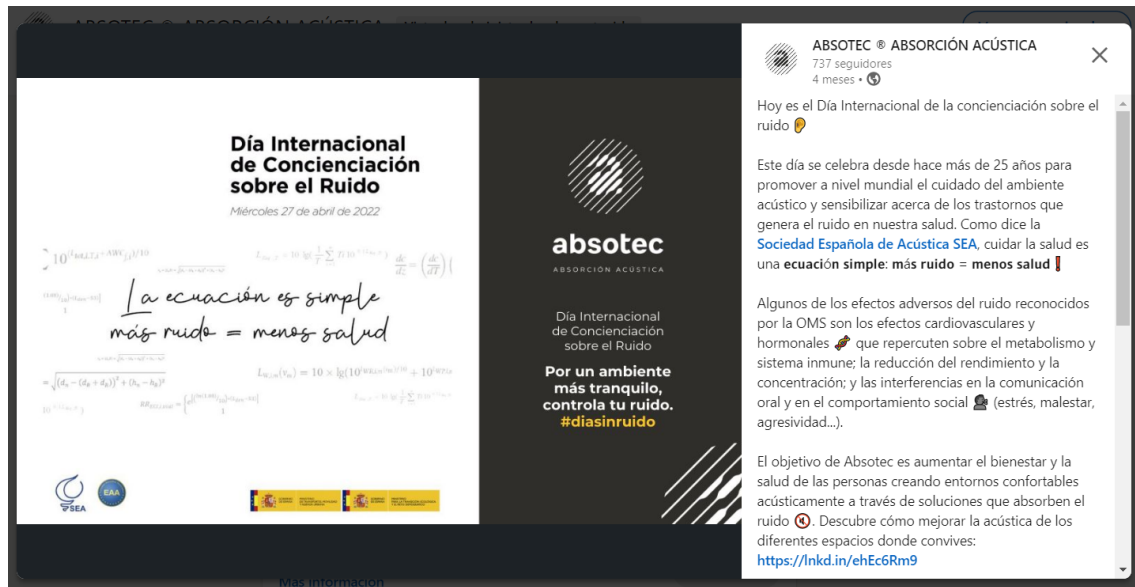 ABSOTEC ® ABSORCIÓN ACÚSTICA
Día Internacional
de Concienciación
sobre el Ruido
Miércoles 27 de abril de 2022
La ecuación es simple
más ruido = menos salud
SEA
EAA
absotec
ABSORCIÓN ACÚSTICA
Día Internacional
de Concienciación
sobre el Ruido
Por un ambiente
más tranquilo,
controla tu ruido.
#diasinruido
ABSOTEC ® ABSORCIÓN ACÚSTICA
737 seguidores
4 meses •
Hoy es el Día Internacional de la concienciación sobre el
ruido 👂
Este día se celebra desde hace más de 25 años para
promover a nivel mundial el cuidado del ambiente
acústico y sensibilizar acerca de los trastornos que
genera el ruido en nuestra salud. Como dice la
Sociedad Española de Acústica SEA, cuidar la salud es
una ecuación simple: más ruido = menos salud❗
Algunos de los efectos adversos del ruido reconocidos
por la OMS son los efectos cardiovasculares y
hormonales 🧬 que repercuten sobre el metabolismo y
sistema inmune; la reducción del rendimiento y la
concentración; y las interferencias en la comunicación
oral y en el comportamiento social 🗣 (estrés, malestar,
agresividad...).
El objetivo de Absotec es aumentar el bienestar y la
salud de las personas creando entornos confortables
acústicamente a través de soluciones que absorben el
ruido 🔇. Descubre cómo mejorar la acústica de los
diferentes espacios donde convives:
https://lnkd.in/ehEc6Rm9
Más información